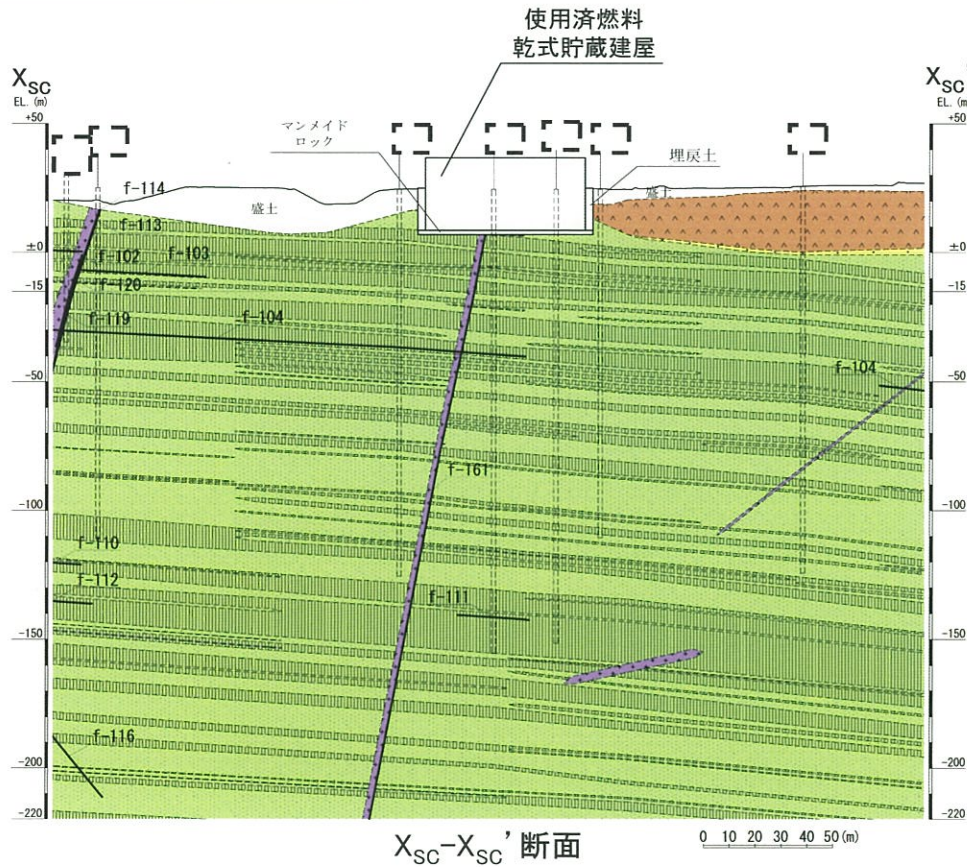 使用済燃料
乾式貯蔵建屋
X_SC
EL. (m)
X_SC
EL. (m)
+50
+50
マンメイド
ロック
埋戻土
f-114
盛土
盛土
f-113
±0
±0
f-102
f-103
-15
-15
f-120
f-119
f-104
-50
-50
f-104
f-161
-100
-100
f-110
f-112
f-111
-150
-150
f-116
-200
-200
-220
-220
X_SC-X_SC'断面
0 10 20 30 40 50(m)